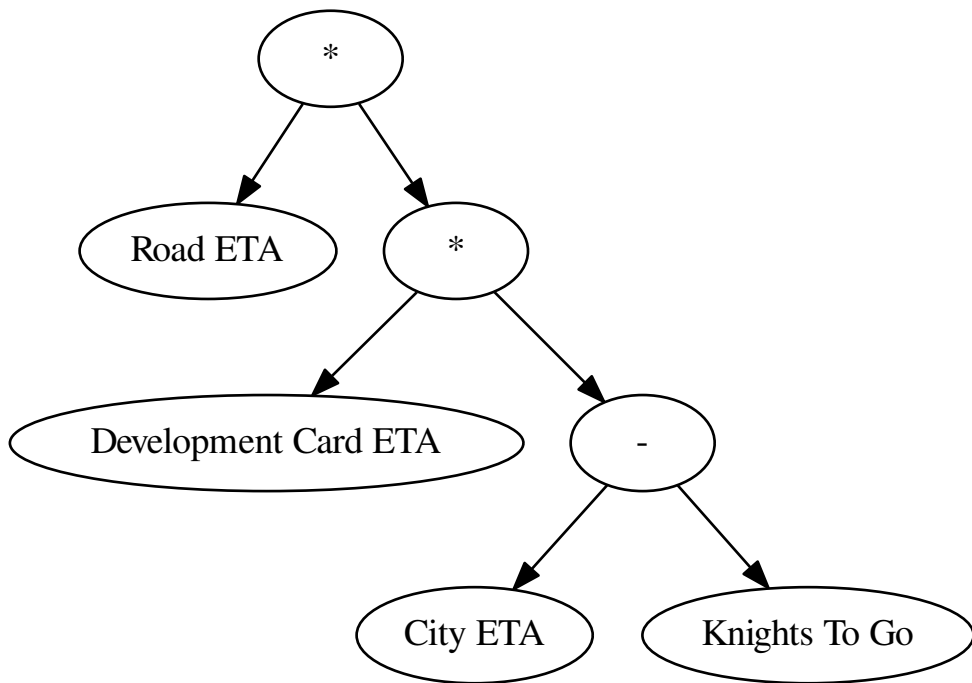 *
Road ETA
*
Development Card ETA
-
City ETA
Knights To Go